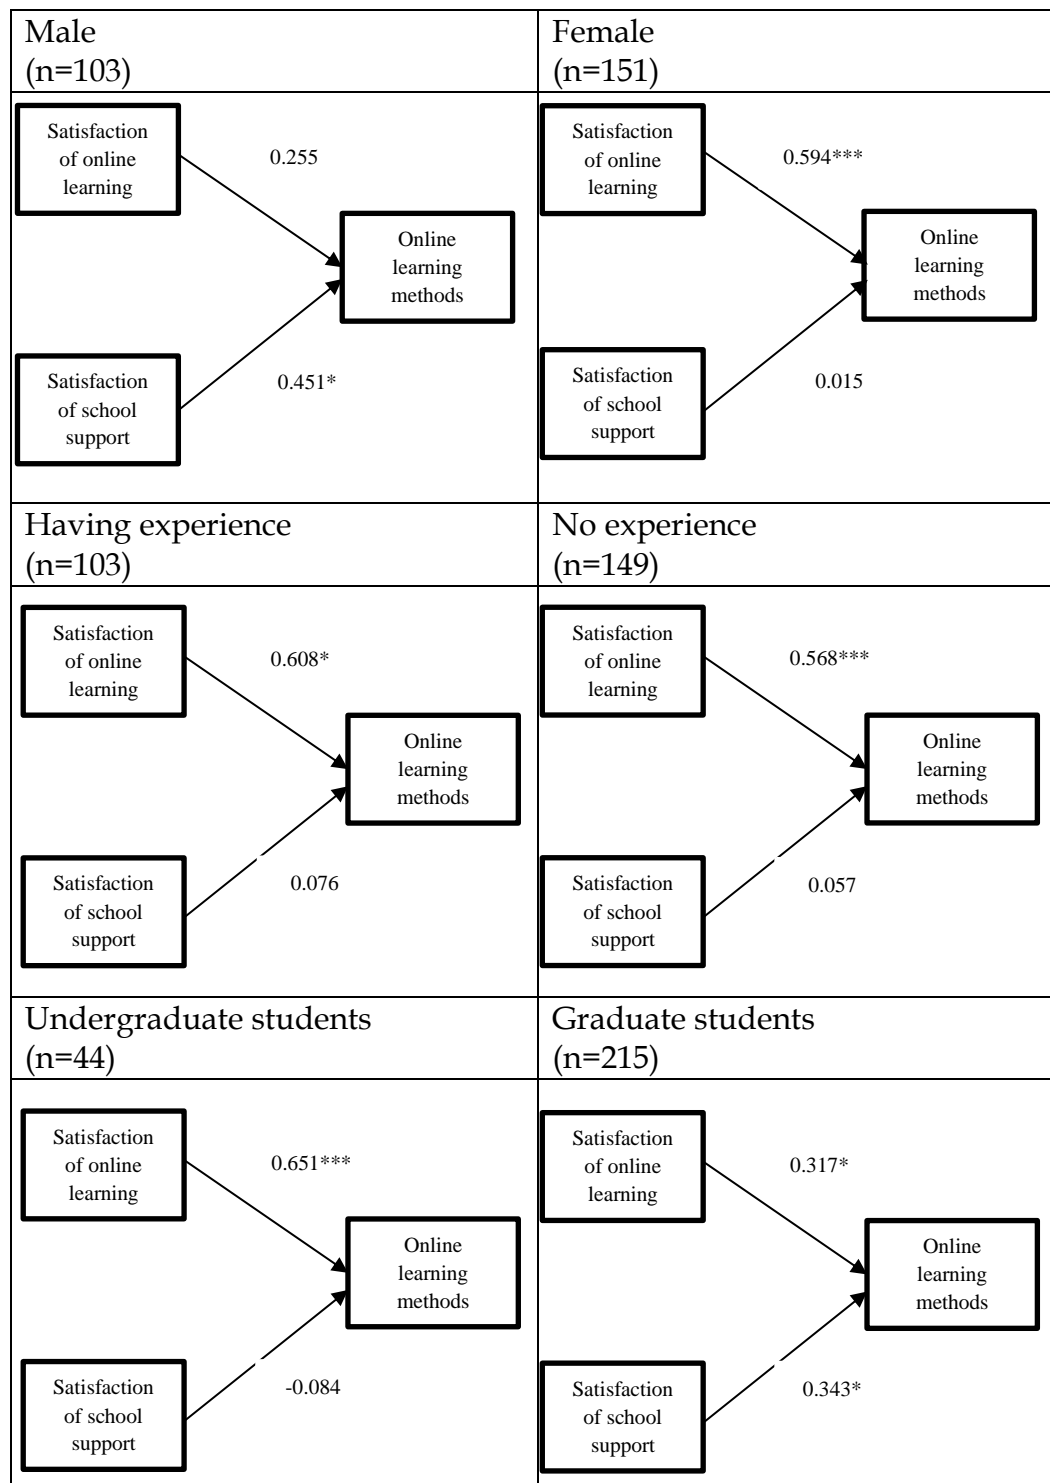 Male
(n=103)
Female
(n=151)
Satisfaction
of online
learning
0.255
Online
learning
methods
Satisfaction
of school
support
0.451*
Satisfaction
of online
learning
0.594***
Online
learning
methods
Satisfaction
of school
support
0.015
Having experience
(n=103)
No experience
(n=149)
Satisfaction
of online
learning
0.608*
Online
learning
methods
Satisfaction
of school
support
0.076
Satisfaction
of online
learning
0.568***
Online
learning
methods
Satisfaction
of school
support
0.057
Undergraduate students
(n=44)
Graduate students
(n=215)
Satisfaction
of online
learning
0.651***
Online
learning
methods
Satisfaction
of school
support
-0.084
Satisfaction
of online
learning
0.317*
Online
learning
methods
Satisfaction
of school
support
0.343*